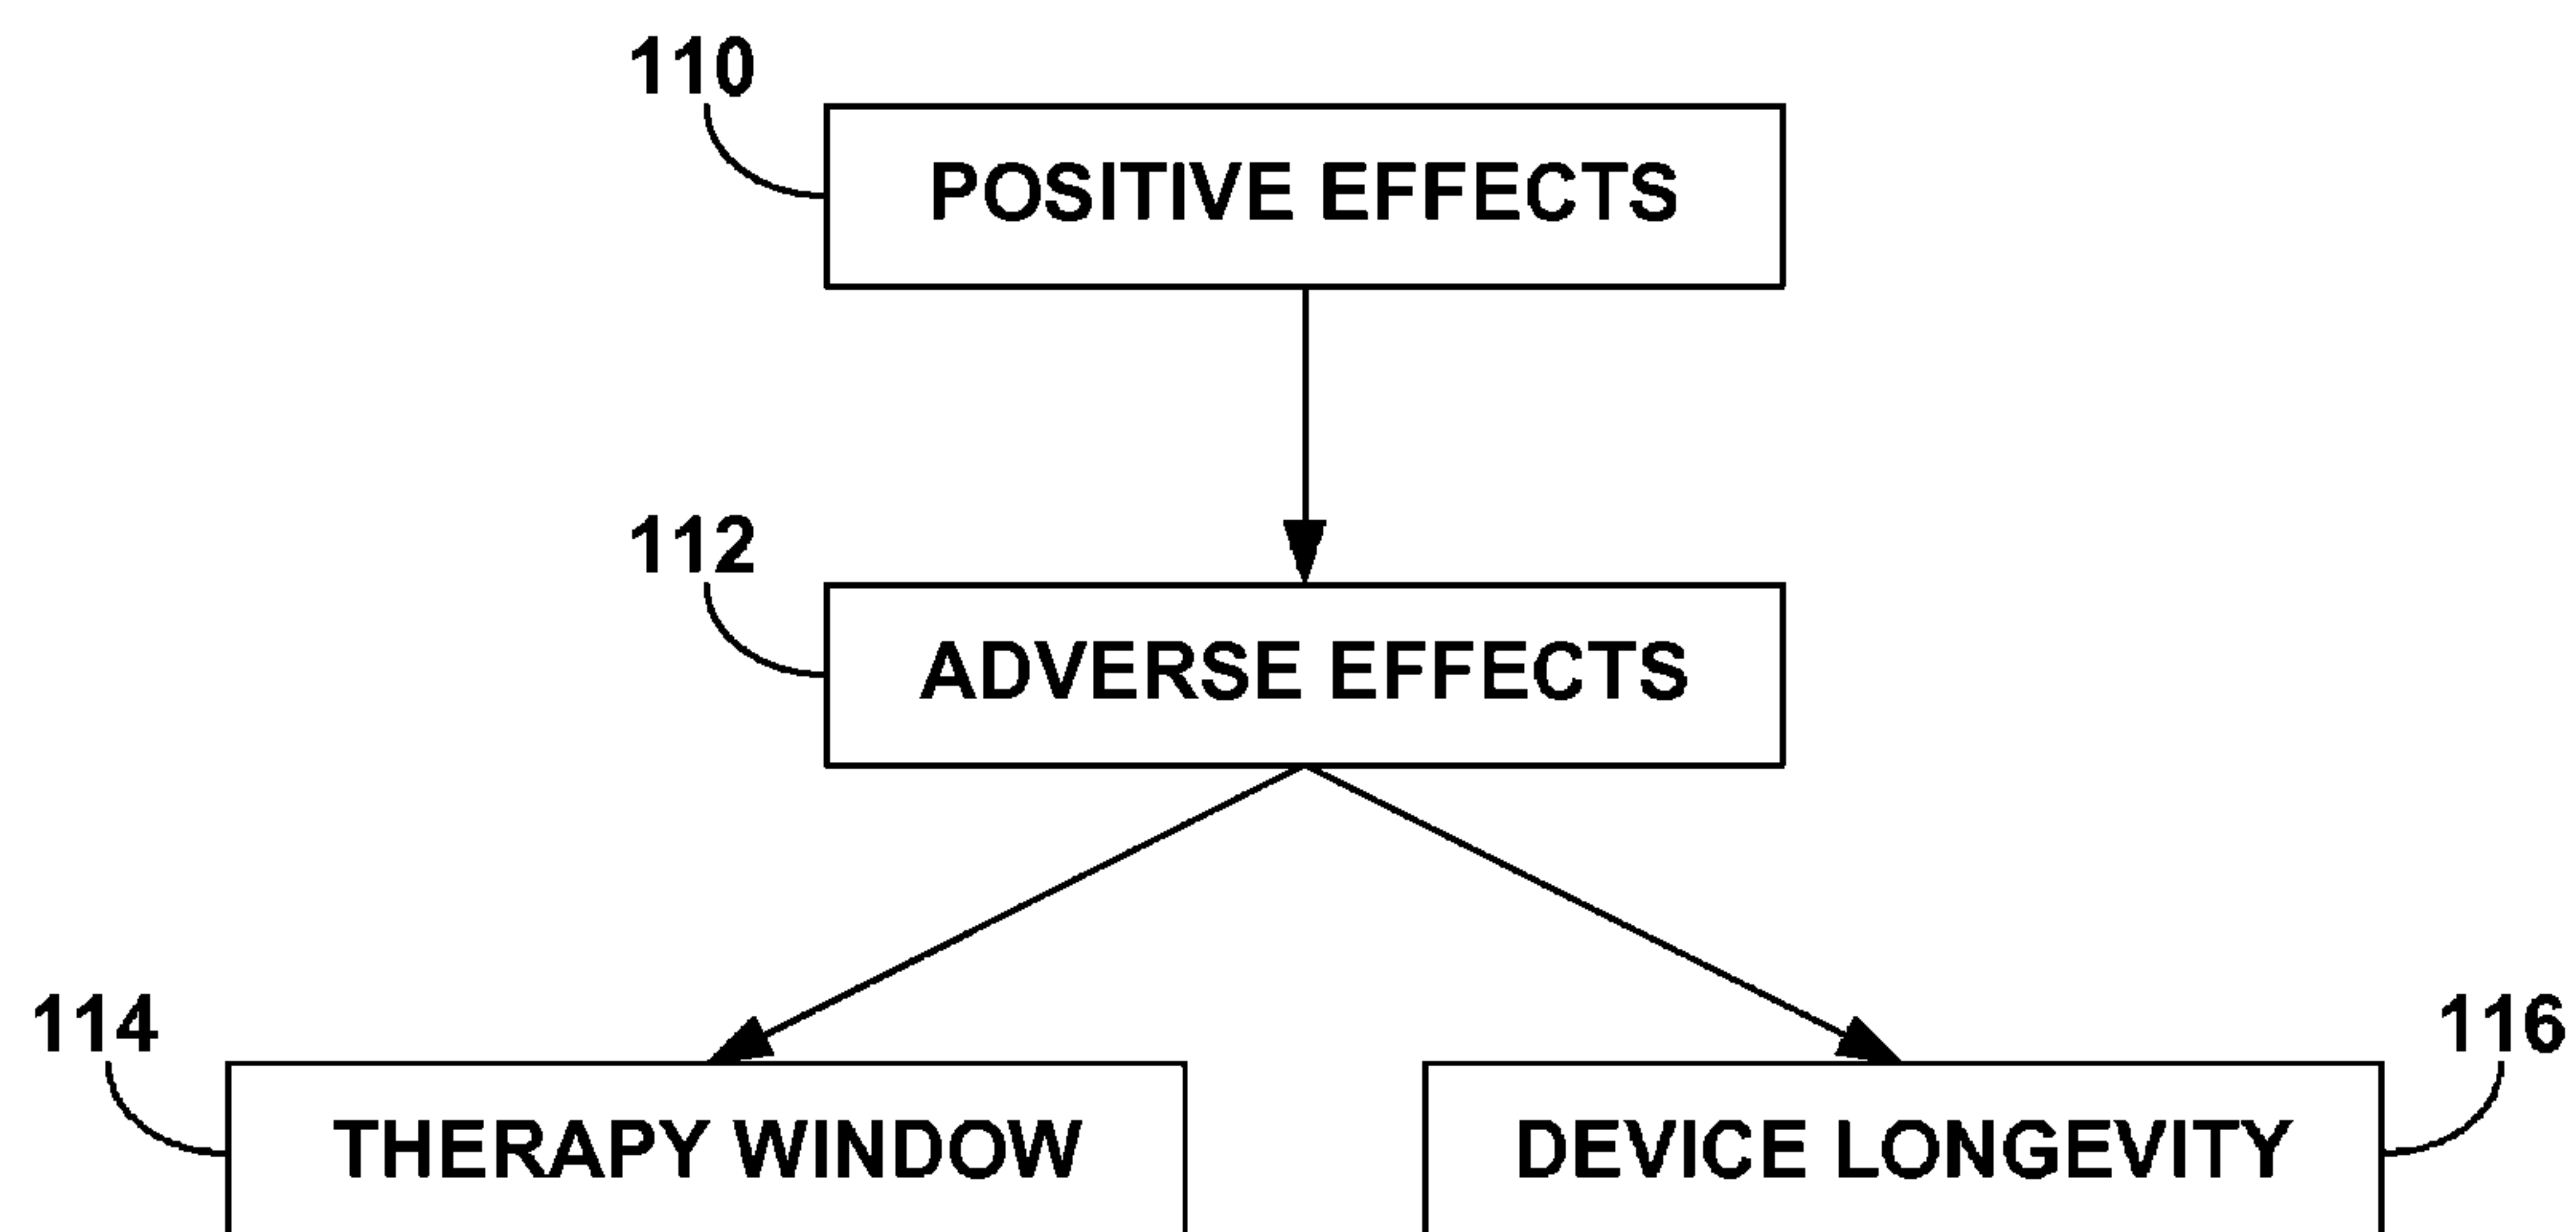 110
POSITIVE EFFECTS
112
ADVERSE EFFECTS
114
116
THERAPY WINDOW
DEVICE LONGEVITY